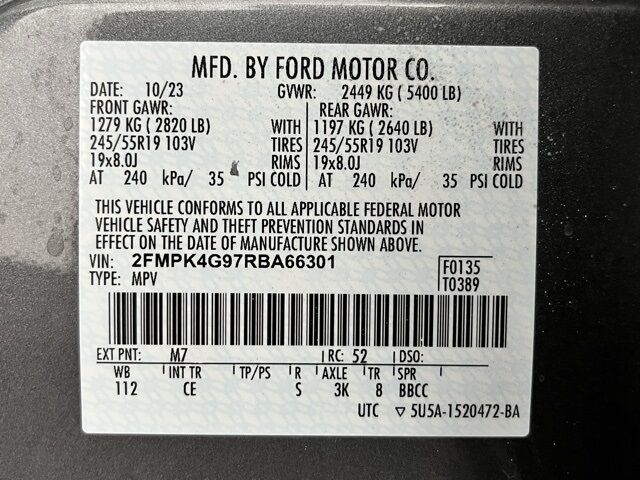 MFD. BY FORD MOTOR CO.
DATE: 10/23 GVWR: 2449 KG ( 5400 LB)
FRONT GAWR: REAR GAWR:
1279 KG ( 2820 LB) WITH 1197 KG ( 2640 LB) WITH
245/55R19 103V TIRES 245/55R19 103V TIRES
19x8.0J RIMS 19x8.0J RIMS
AT 240 kPa/ 35 PSI COLD AT 240 kPa/ 35 PSI COLD
THIS VEHICLE CONFORMS TO ALL APPLICABLE FEDERAL MOTOR
VEHICLE SAFETY AND THEFT PREVENTION STANDARDS IN
EFFECT ON THE DATE OF MANUFACTURE SHOWN ABOVE.
VIN: 2FMPK4G97RBA66301 F0135
TYPE: MPV T0389
EXT PNT: M7 RC: 52 DSO:
WB INT TR TP/PS R AXLE TR SPR
112 CE S 3K 8 BBCC
UTC ▽ 5U5A-1520472-BA